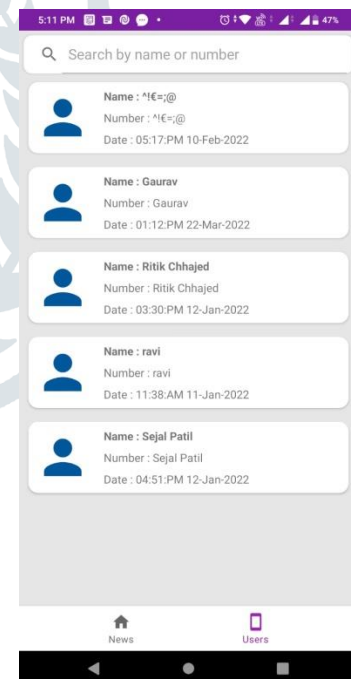 5:11 PM
47%
Search by name or number
Name : ^!€=;@
Number : ^!€=;@
Date : 05:17:PM 10-Feb-2022
Name : Gaurav
Number : Gaurav
Date : 01:12:PM 22-Mar-2022
Name : Ritik Chhajed
Number : Ritik Chhajed
Date : 03:30:PM 12-Jan-2022
Name : ravi
Number : ravi
Date : 11:38:AM 11-Jan-2022
Name : Sejal Patil
Number : Sejal Patil
Date : 04:51:PM 12-Jan-2022
News
Users